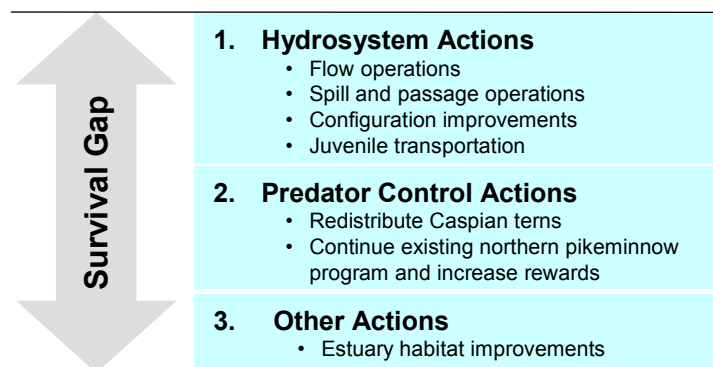 Survival Gap
1. Hydrosystem Actions
• Flow operations
• Spill and passage operations
• Configuration improvements
• Juvenile transportation
2. Predator Control Actions
• Redistribute Caspian terns
• Continue existing northern pikeminnow
program and increase rewards
3. Other Actions
• Estuary habitat improvements